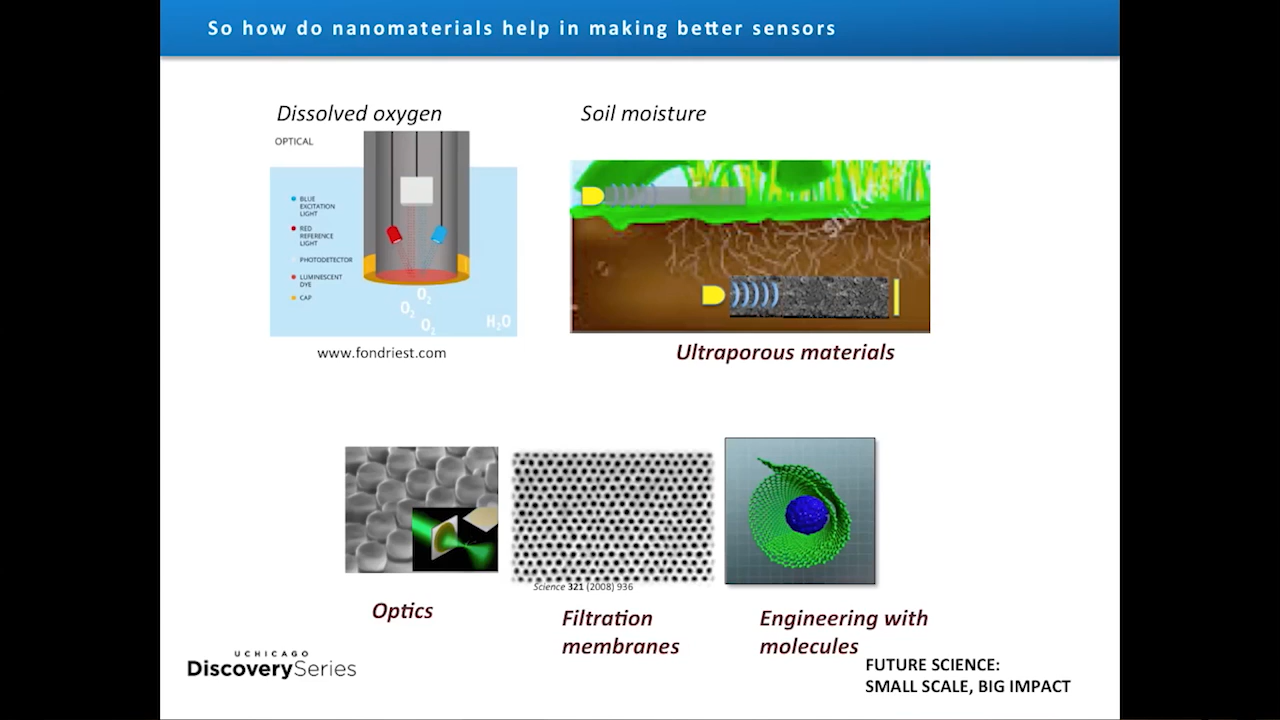 So how do nanomaterials help in making better sensors
Dissolved oxygen
Soil moisture
OPTICAL
BLUE
EXCITATION
LIGHT
RED
REFERENCE
LIGHT
PHOTODETECTOR
LUMINESCENT
DYE
CAP
O₂
O₂
O₂
H₂O
www.fondriest.com
Ultraporous materials
Science 321 (2008) 936
Optics
Filtration
membranes
Engineering with
molecules
UCHICAGO
DiscoverySeries
FUTURE SCIENCE:
SMALL SCALE, BIG IMPACT